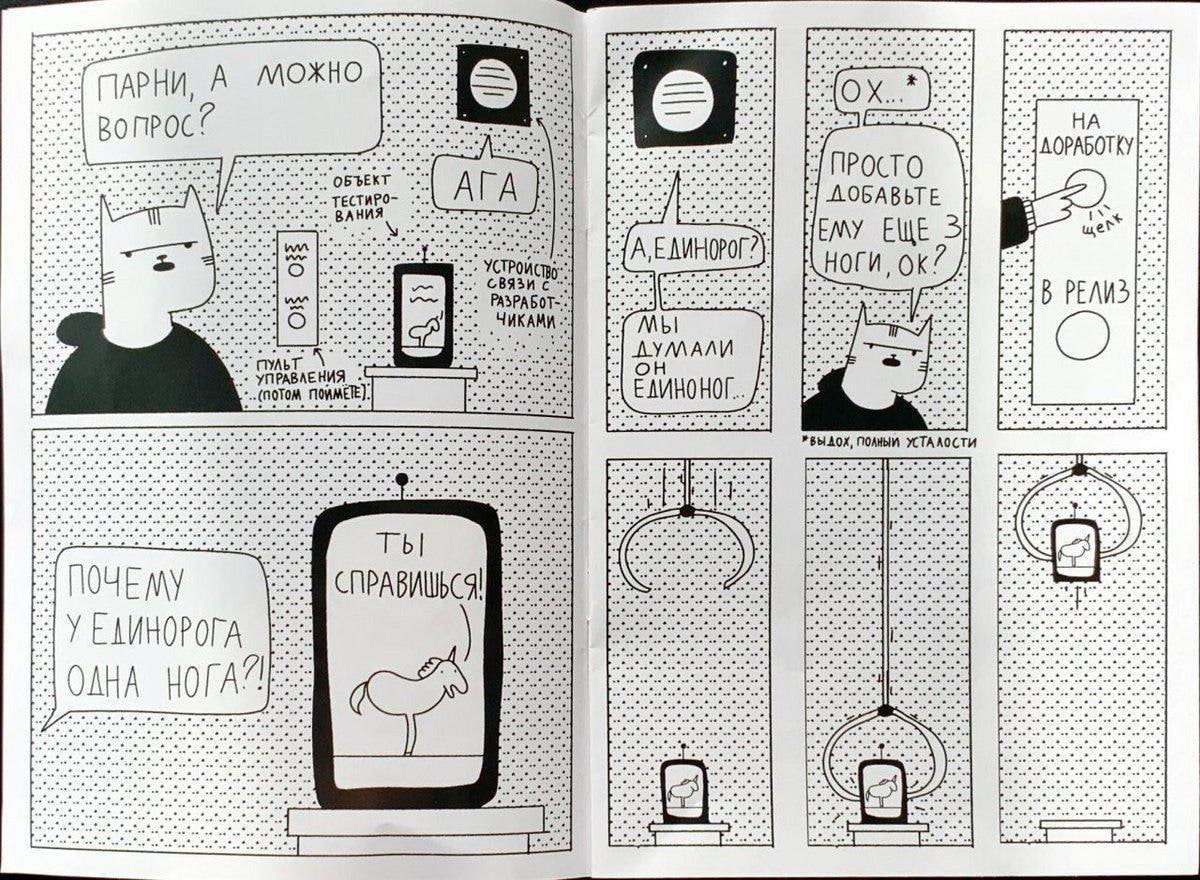 ПАРНИ, А МОЖНО
ВОПРОС?
АГА
ОБЪЕКТ
ТЕСТИРО-
ВАНИЯ
УСТРОЙСТВО
СВЯЗИ С
РАЗРАБОТ-
ЧИКАМИ
ПУЛЬТ
УПРАВЛЕНИЯ
(ПОТОМ ПОЙМЁТЕ).
ПОЧЕМУ
У ЕДИНОРОГА
ОДНА НОГА?!
ТЫ
СПРАВИШЬСЯ!
А, ЕДИНОРОГ?
МЫ
ДУМАЛИ
ОН
ЕДИНОНОГ...
ОХ...*
ПРОСТО
ДОБАВЬТЕ
ЕМУ ЕЩЕ 3
НОГИ, ОК?
*ВЫДОХ, ПОЛНЫЙ УСТАЛОСТИ
НА
ДОРАБОТКУ
ЩЕЛК
В РЕЛИЗ